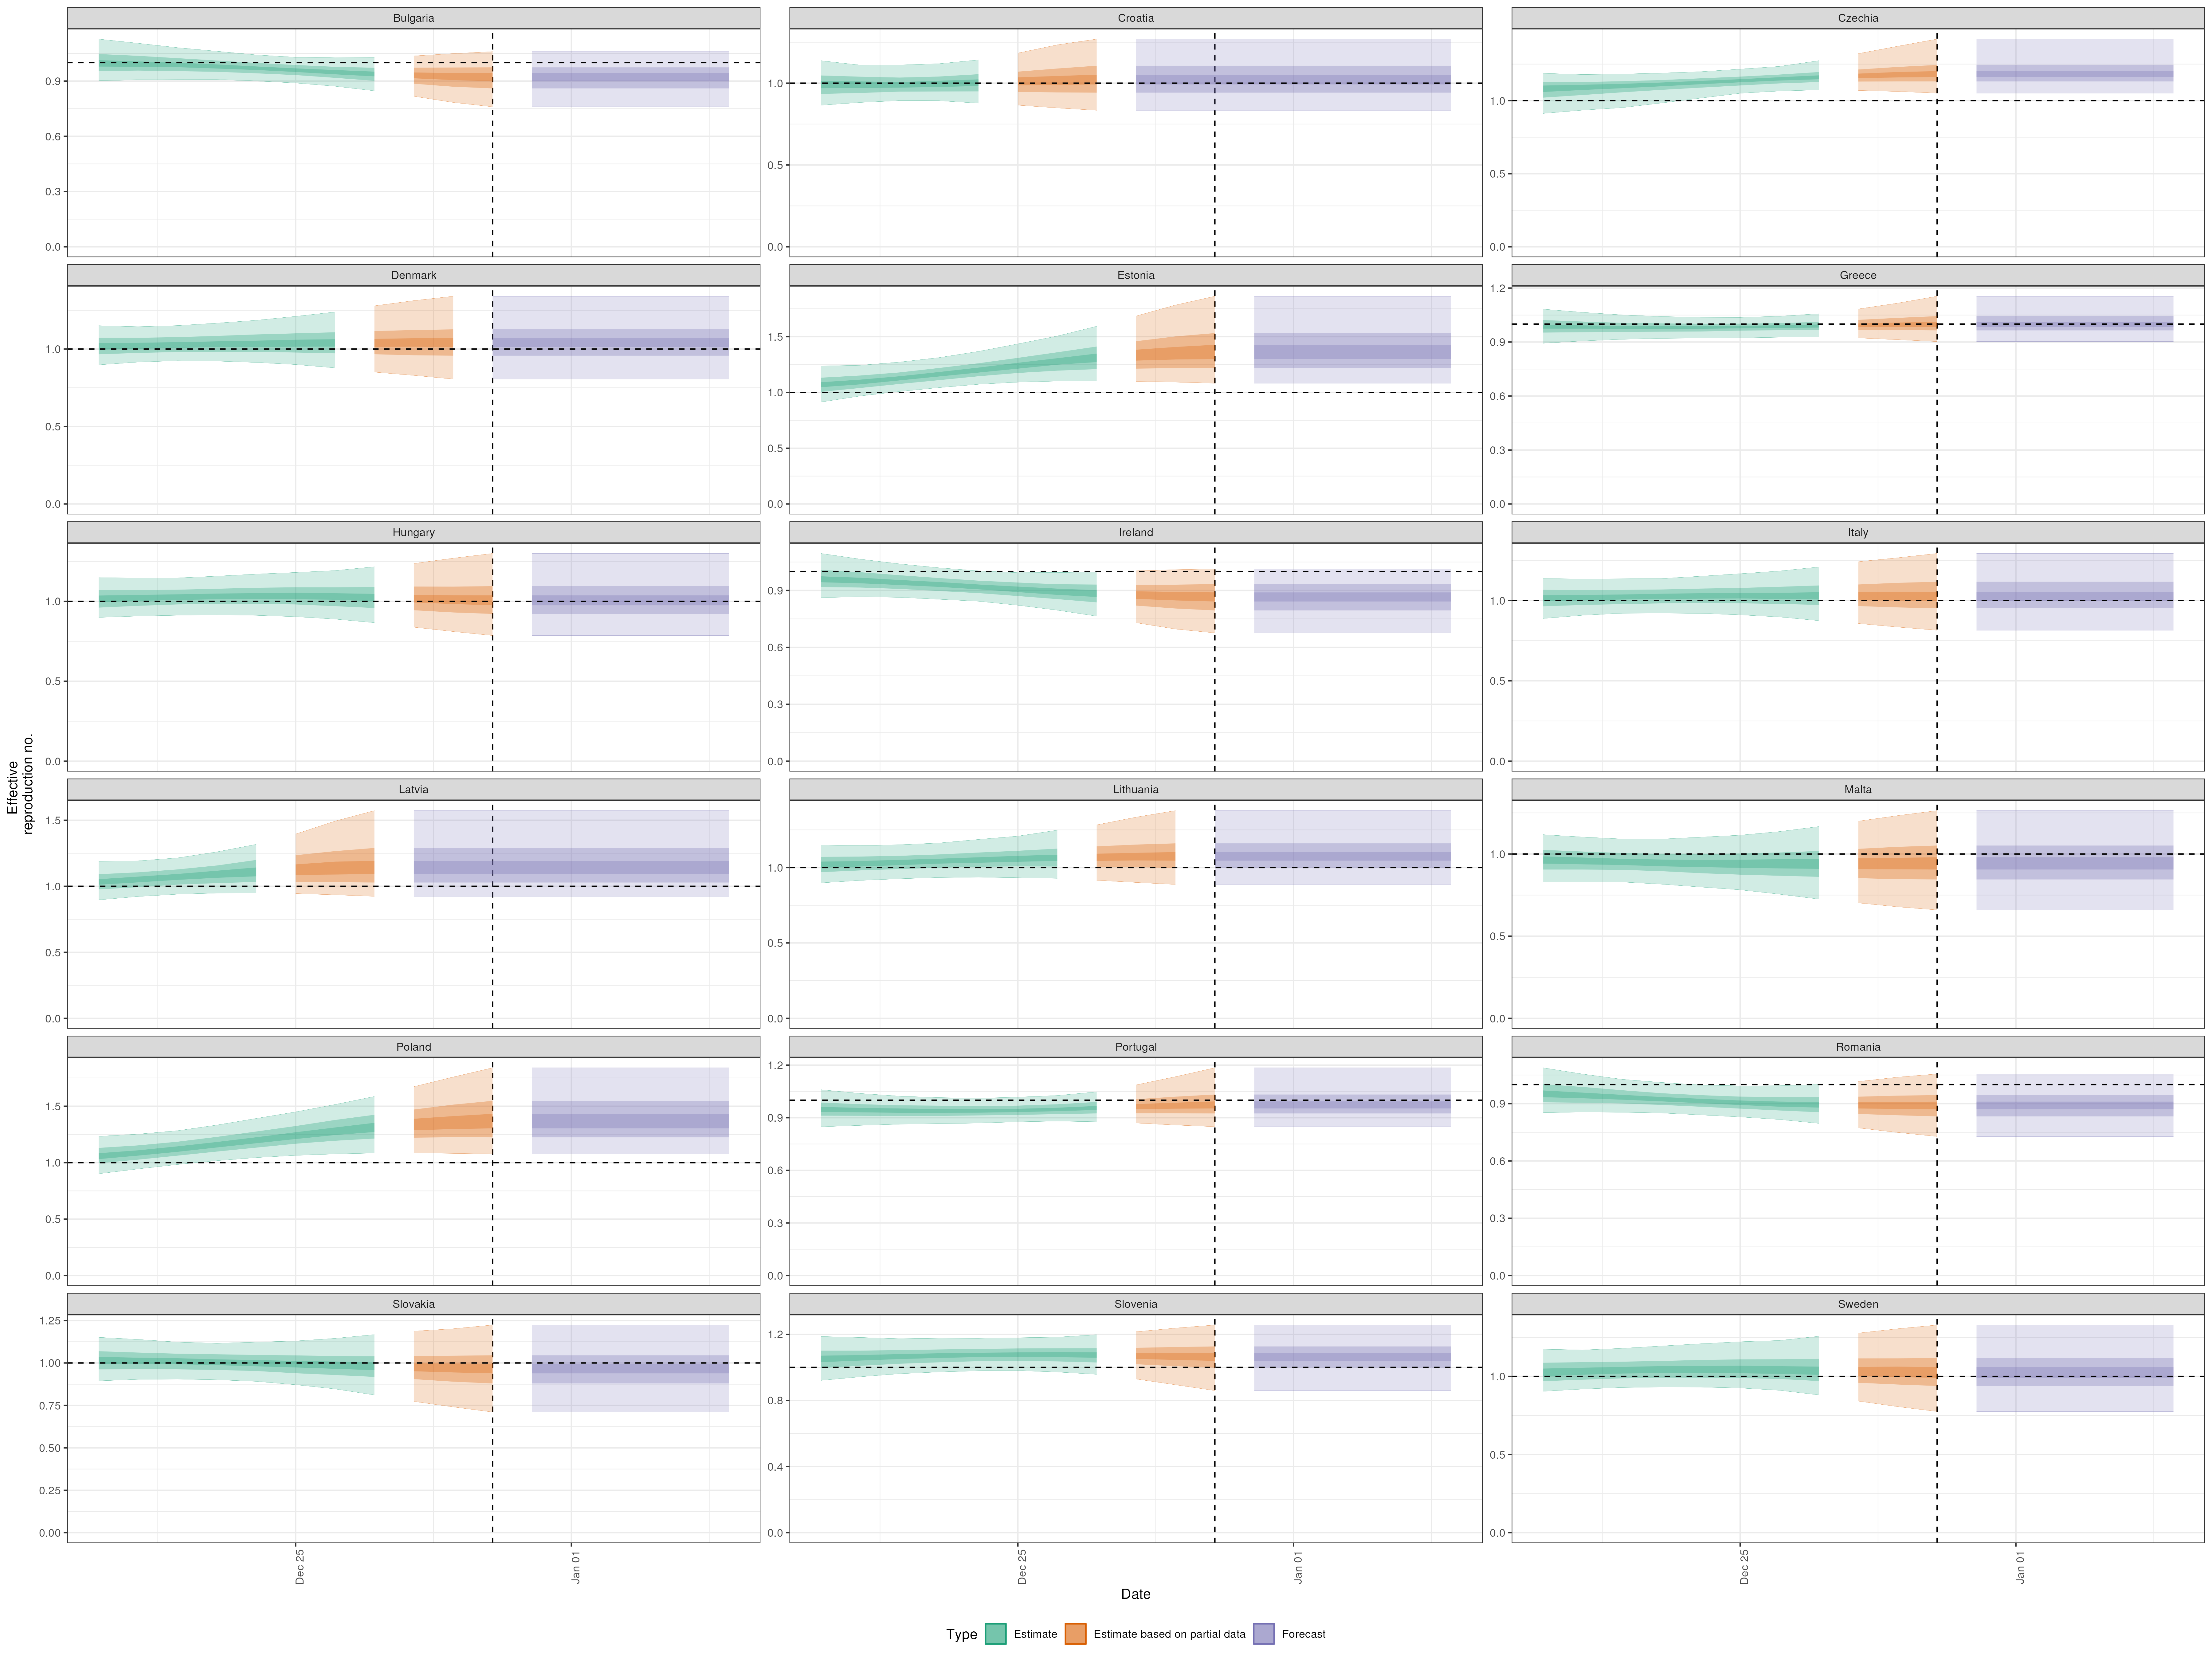 Bulgaria
Croatia
Czechia
0.9
0.6
0.3
0.0
1.0
0.5
0.0
1.0
0.5
0.0
Denmark
Estonia
Greece
1.0
0.5
0.0
1.5
1.0
0.5
0.0
1.2
0.9
0.6
0.3
0.0
Hungary
Ireland
Italy
1.0
0.5
0.0
0.9
0.6
0.3
0.0
1.0
0.5
0.0
Effective
reproduction no.
Latvia
Lithuania
Malta
1.5
1.0
0.5
0.0
1.0
0.5
0.0
1.0
0.5
0.0
Poland
Portugal
Romania
1.5
1.0
0.5
0.0
1.2
0.9
0.6
0.3
0.0
0.9
0.6
0.3
0.0
Slovakia
Slovenia
Sweden
1.25
1.00
0.75
0.50
0.25
0.00
1.2
0.8
0.4
0.0
1.0
0.5
0.0
Dec 25
Jan 01
Dec 25
Jan 01
Dec 25
Jan 01
Date
Type Estimate Estimate based on partial data Forecast